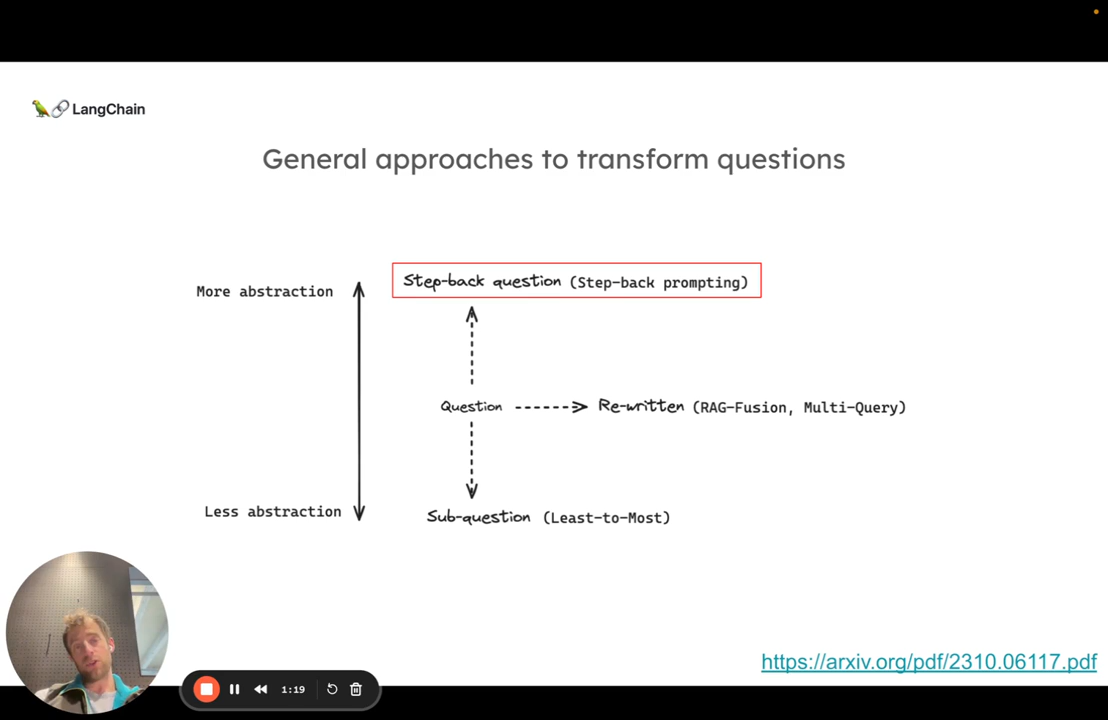 LangChain
General approaches to transform questions
Step-back question (Step-back prompting)
More abstraction
Question
Re-written (RAG-Fusion, Multi-Query)
Less abstraction
Sub-question (Least-to-Most)
https://arxiv.org/pdf/2310.06117.pdf
1:19